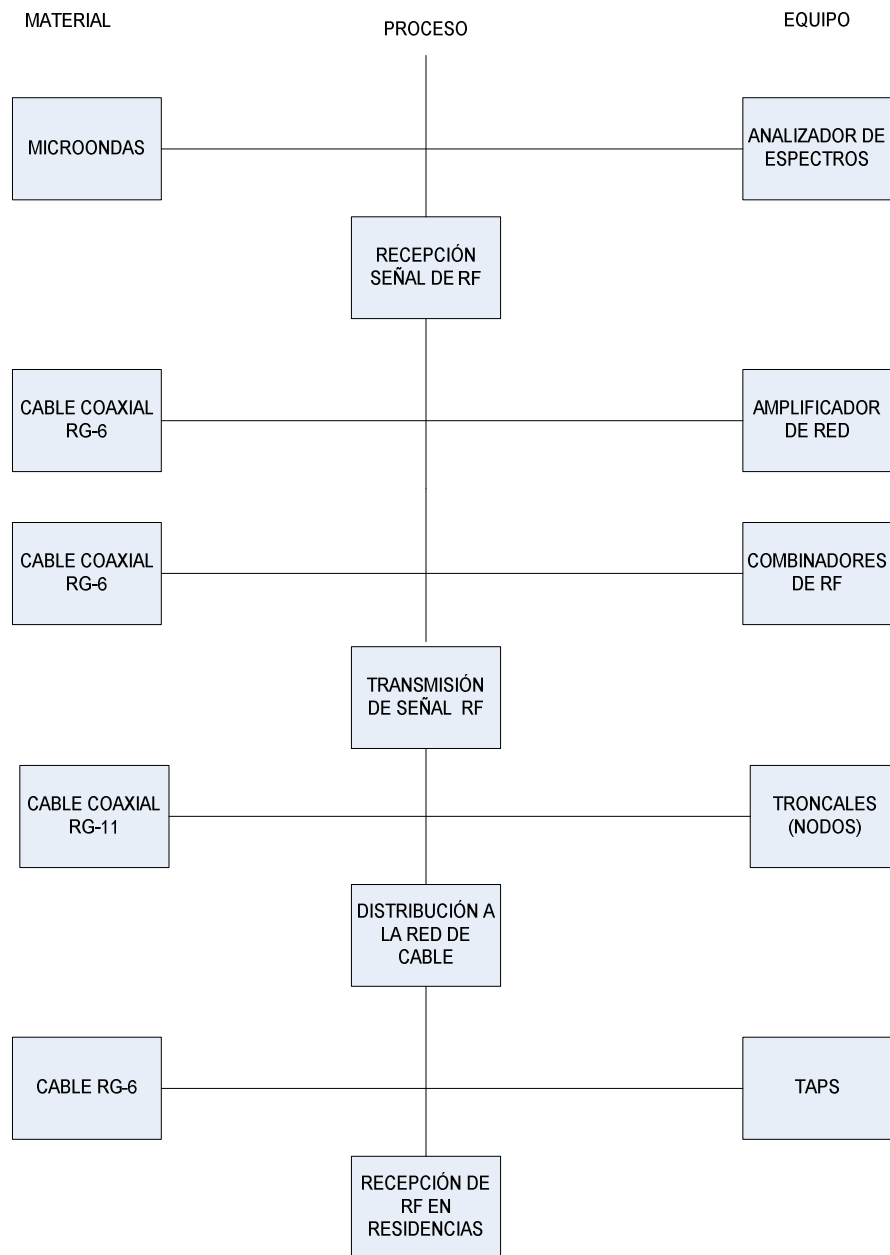 MATERIAL
PROCESO
EQUIPO
MICROONDAS
ANALIZADOR DE
ESPECTROS
RECEPCIÓN
SEÑAL DE RF
CABLE COAXIAL
RG-6
AMPLIFICADOR
DE RED
CABLE COAXIAL
RG-6
COMBINADORES
DE RF
TRANSMISIÓN
DE SEÑAL RF
CABLE COAXIAL
RG-11
TRONCALES
(NODOS)
DISTRIBUCIÓN A
LA RED DE
CABLE
CABLE RG-6
TAPS
RECEPCIÓN DE
RF EN
RESIDENCIAS